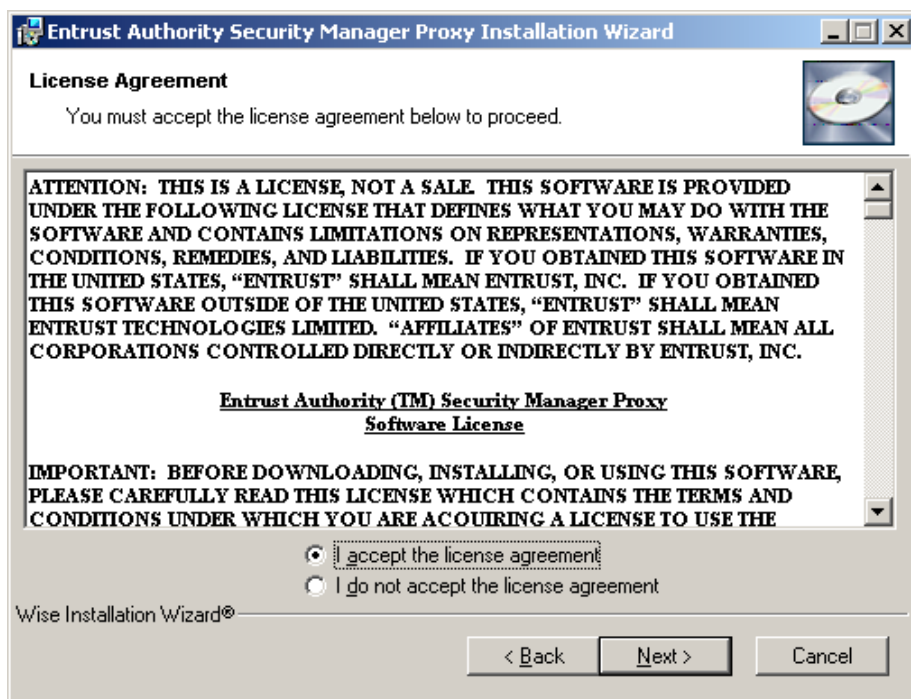 Entrust Authority Security Manager Proxy Installation Wizard
License Agreement
You must accept the license agreement below to proceed.
ATTENTION: THIS IS A LICENSE, NOT A SALE. THIS SOFTWARE IS PROVIDED
UNDER THE FOLLOWING LICENSE THAT DEFINES WHAT YOU MAY DO WITH THE
SOFTWARE AND CONTAINS LIMITATIONS ON REPRESENTATIONS, WARRANTIES,
CONDITIONS, REMEDIES, AND LIABILITIES. IF YOU OBTAINED THIS SOFTWARE IN
THE UNITED STATES, “ENTRUST” SHALL MEAN ENTRUST, INC. IF YOU OBTAINED
THIS SOFTWARE OUTSIDE OF THE UNITED STATES, “ENTRUST” SHALL MEAN
ENTRUST TECHNOLOGIES LIMITED. “AFFILIATES” OF ENTRUST SHALL MEAN ALL
CORPORATIONS CONTROLLED DIRECTLY OR INDIRECTLY BY ENTRUST, INC.
Entrust Authority (TM) Security Manager Proxy
Software License
IMPORTANT: BEFORE DOWNLOADING, INSTALLING, OR USING THIS SOFTWARE,
PLEASE CAREFULLY READ THIS LICENSE WHICH CONTAINS THE TERMS AND
CONDITIONS UNDER WHICH YOU ARE ACQUIRING A LICENSE TO USE THE
I accept the license agreement
I do not accept the license agreement
Wise Installation Wizard®
< Back Next > Cancel